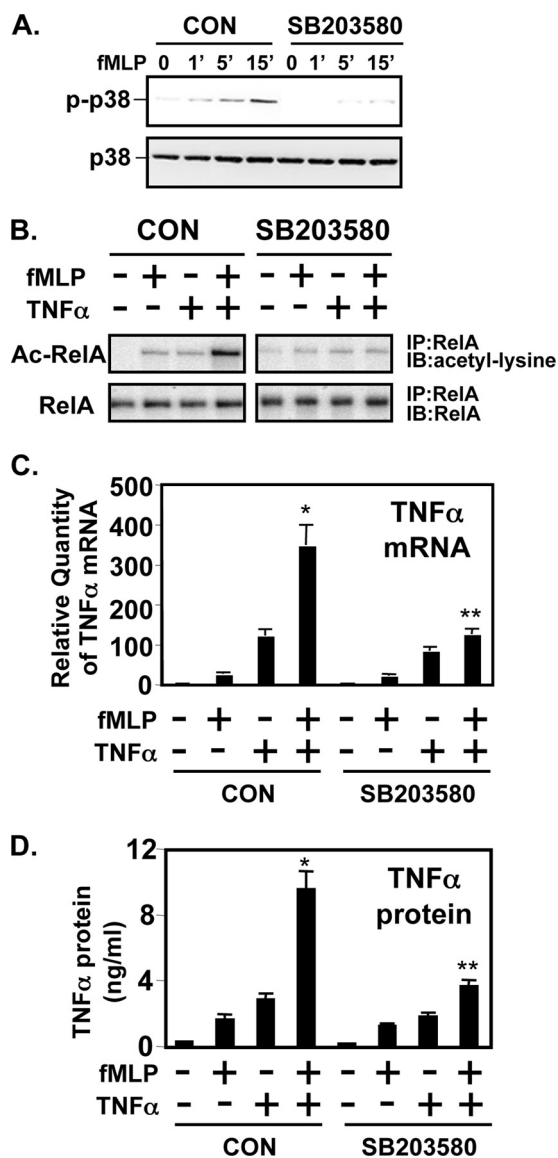 A.
CON SB203580
fMLP 0 1’ 5’ 15’ 0 1’ 5’ 15’
p-p38
p38
B.
CON SB203580
fMLP - + - + - + - +
TNFα - - + + - - + +
Ac-RelA
IP:RelA
IB:acetyl-lysine
RelA
IP:RelA
IB:RelA
C.
Relative Quantity
of TNFα mRNA
500
400
300
200
100
0
*
TNFα
mRNA
**
fMLP - + - + - + - +
TNFα - - + + - - + +
CON SB203580
D.
TNFα protein
(ng/ml)
12
8
4
0
*
TNFα
protein
**
fMLP - + - + - + - +
TNFα - - + + - - + +
CON SB203580